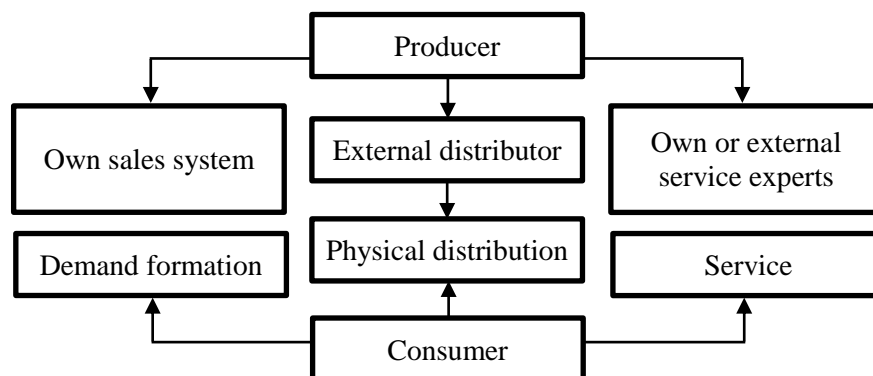 Producer
Own sales system
External distributor
Own or external
service experts
Demand formation
Physical distribution
Service
Consumer